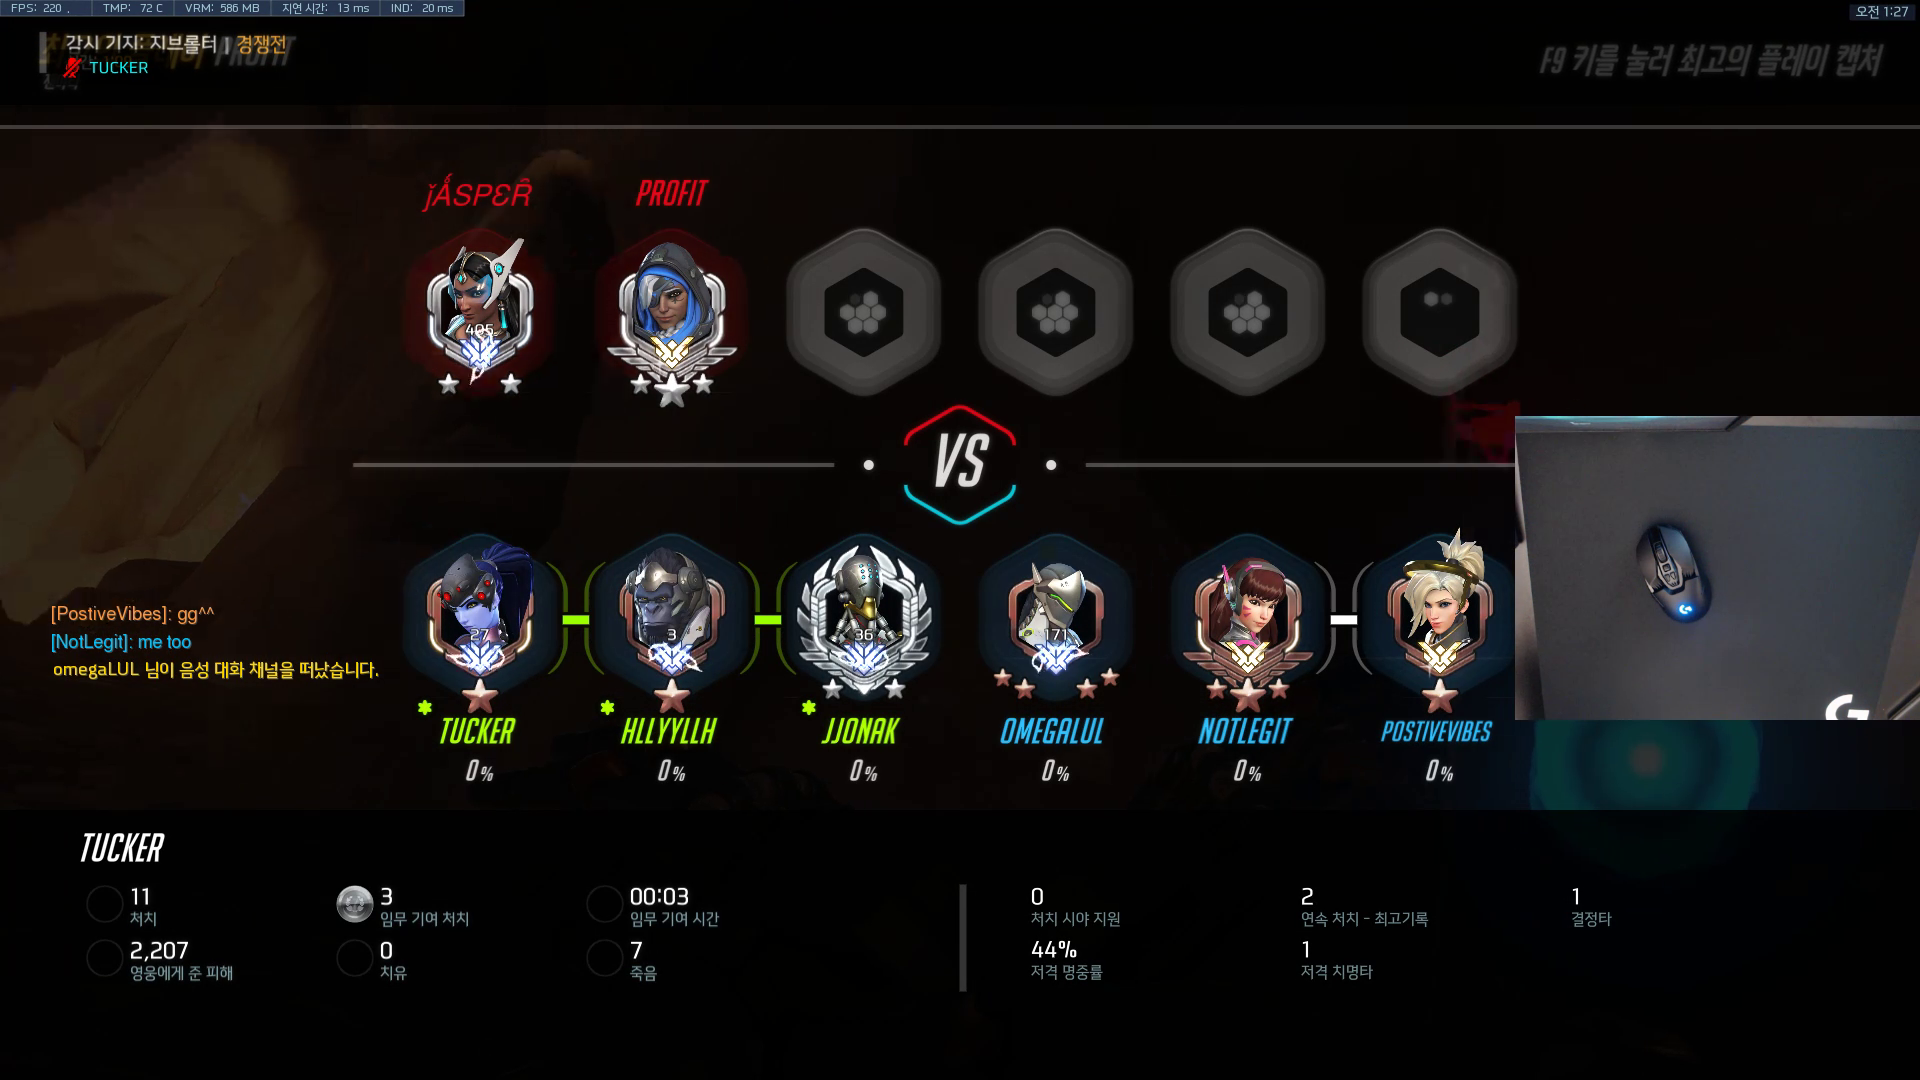 FPS: 220 , TMP: 72 C VRM: 586 MB 지연 시간: 13 ms IND: 20 ms
오전 1:27
감시 기지: 지브롤터 | 경쟁전
PROFIT
TUCKER
F9 키를 눌러 최고의 플레이 캡처
ǰǺSPƐȒ PROFIT
405
VS
[PostiveVibes]: gg^^
[NotLegit]: me too
omegaLUL 님이 음성 대화 채널을 떠났습니다.
27 3 36 171
TUCKER HLLYYLLH JJONAK OMEGALUL NOTLEGIT POSTIVEVIBES
0% 0% 0% 0% 0% 0%
G
TUCKER
11 3 00:03 0 2 1
처치 임무 기여 처치 임무 기여 시간 처치 시야 지원 연속 처치 - 최고기록 결정타
2,207 0 7 44% 1
영웅에게 준 피해 치유 죽음 저격 명중률 저격 치명타